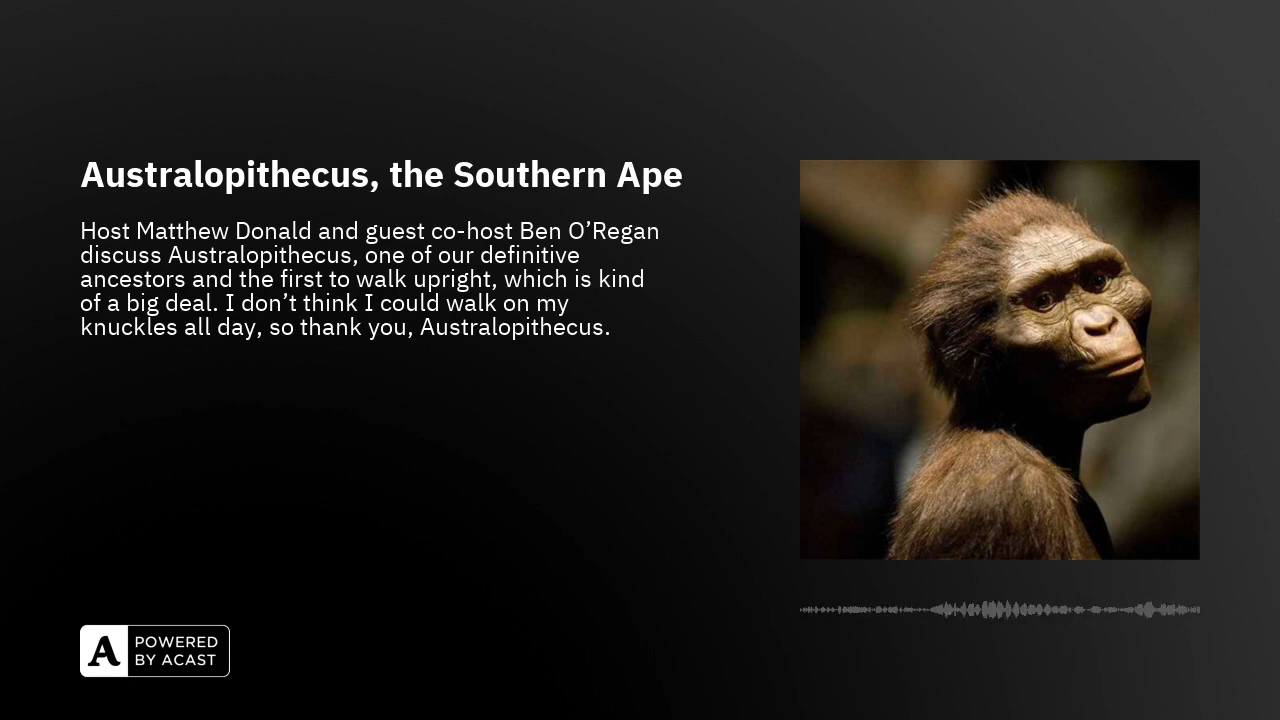 Australopithecus, the Southern Ape
Host Matthew Donald and guest co-host Ben O’Regan
discuss Australopithecus, one of our definitive
ancestors and the first to walk upright, which is kind
of a big deal. I don’t think I could walk on my
knuckles all day, so thank you, Australopithecus.
A
POWERED
BY ACAST